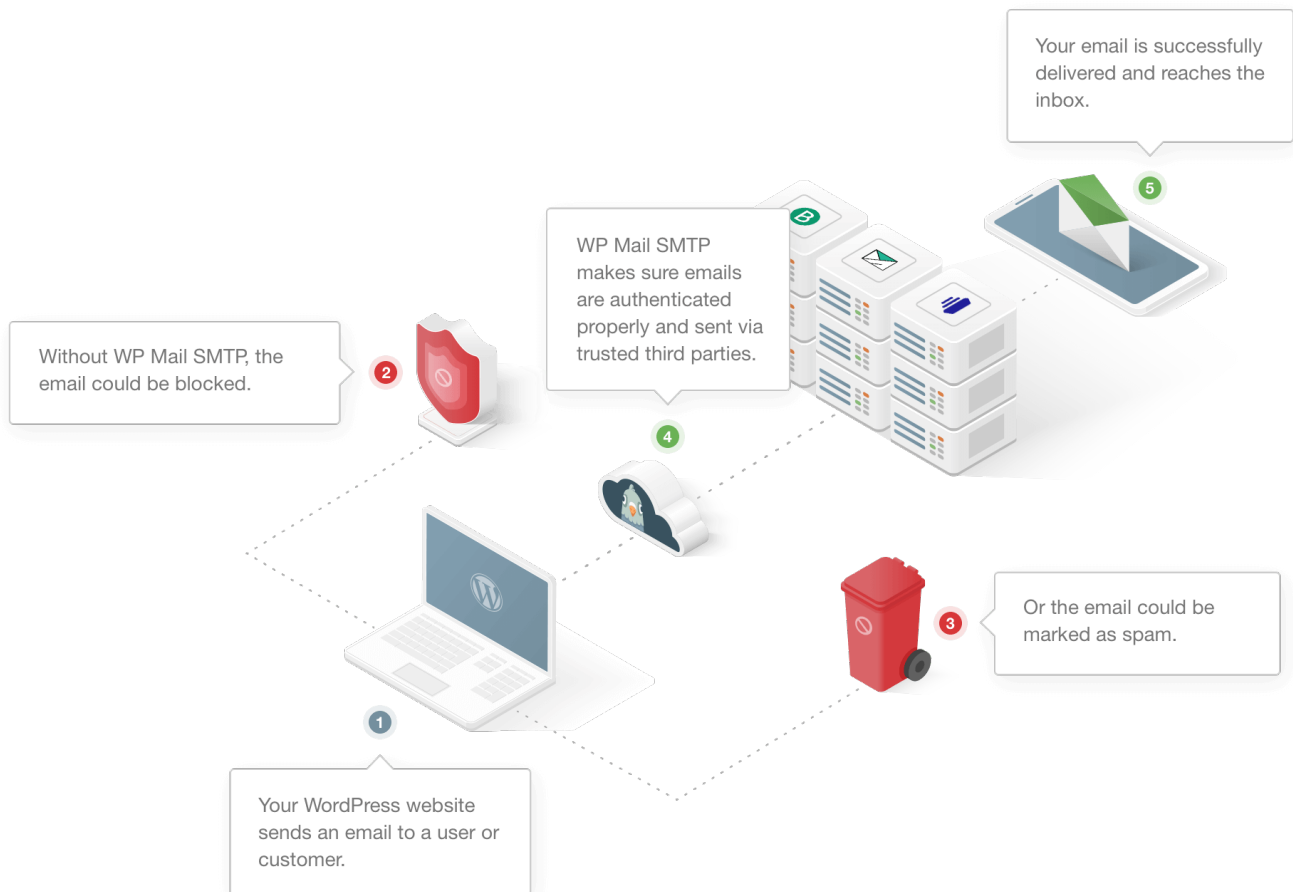 Your email is successfully
delivered and reaches the
inbox.
5
B
WP Mail SMTP
makes sure emails
are authenticated
properly and sent via
trusted third parties.
4
Without WP Mail SMTP, the
email could be blocked.
2
W
Or the email could be
marked as spam.
3
1
Your WordPress website
sends an email to a user or
customer.